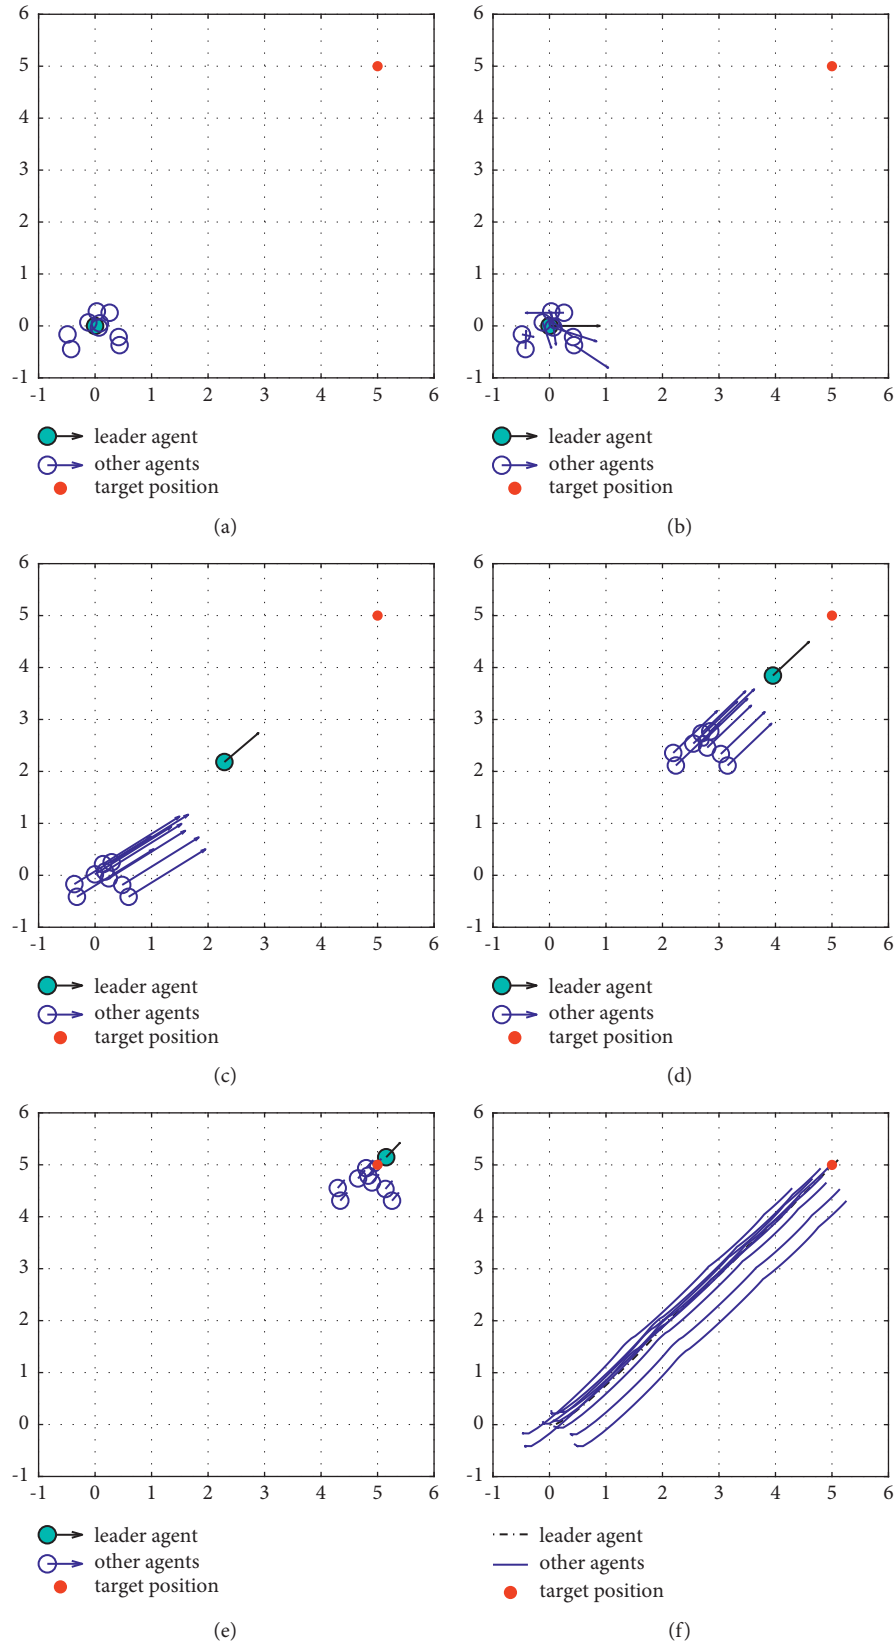 6 6
5 5
4 4
3 3
2 2
1 1
0 0
-1 -1
-1 0 1 2 3 4 5 6 -1 0 1 2 3 4 5 6
leader agent leader agent
other agents other agents
target position target position
(a) (b)
6 6
5 5
4 4
3 3
2 2
1 1
0 0
-1 -1
-1 0 1 2 3 4 5 6 -1 0 1 2 3 4 5 6
leader agent leader agent
other agents other agents
target position target position
(c) (d)
6 6
5 5
4 4
3 3
2 2
1 1
0 0
-1 -1
-1 0 1 2 3 4 5 6 -1 0 1 2 3 4 5 6
leader agent leader agent
other agents other agents
target position target position
(e) (f)